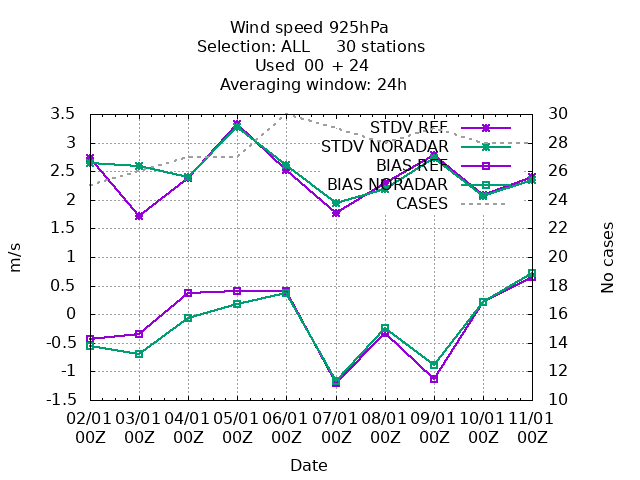 Wind speed 925hPa
Selection: ALL 30 stations
Used 00 + 24
Averaging window: 24h
3.5
3
2.5
2
1.5
1
0.5
0
-0.5
-1
-1.5
m/s
30
28
26
24
22
20
18
16
14
12
10
No cases
STDV REF
STDV NORADAR
BIAS REF
BIAS NORADAR
CASES
02/01 03/01 04/01 05/01 06/01 07/01 08/01 09/01 10/01 11/01
00Z 00Z 00Z 00Z 00Z 00Z 00Z 00Z 00Z 00Z
Date